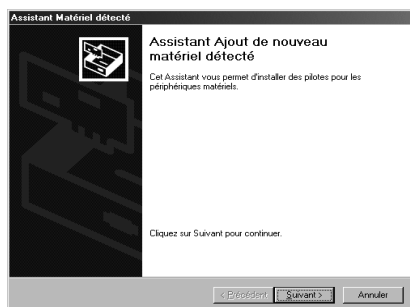 Assistant Matériel détecté
Assistant Ajout de nouveau
matériel détecté
Cet Assistant vous permet d'installer des pilotes pour les
périphériques matériels.
Cliquez sur Suivant pour continuer.
< Précédent
Suivant >
Annuler